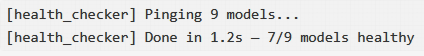 [health_checker] Pinging 9 models...
[health_checker] Done in 1.2s — 7/9 models healthy